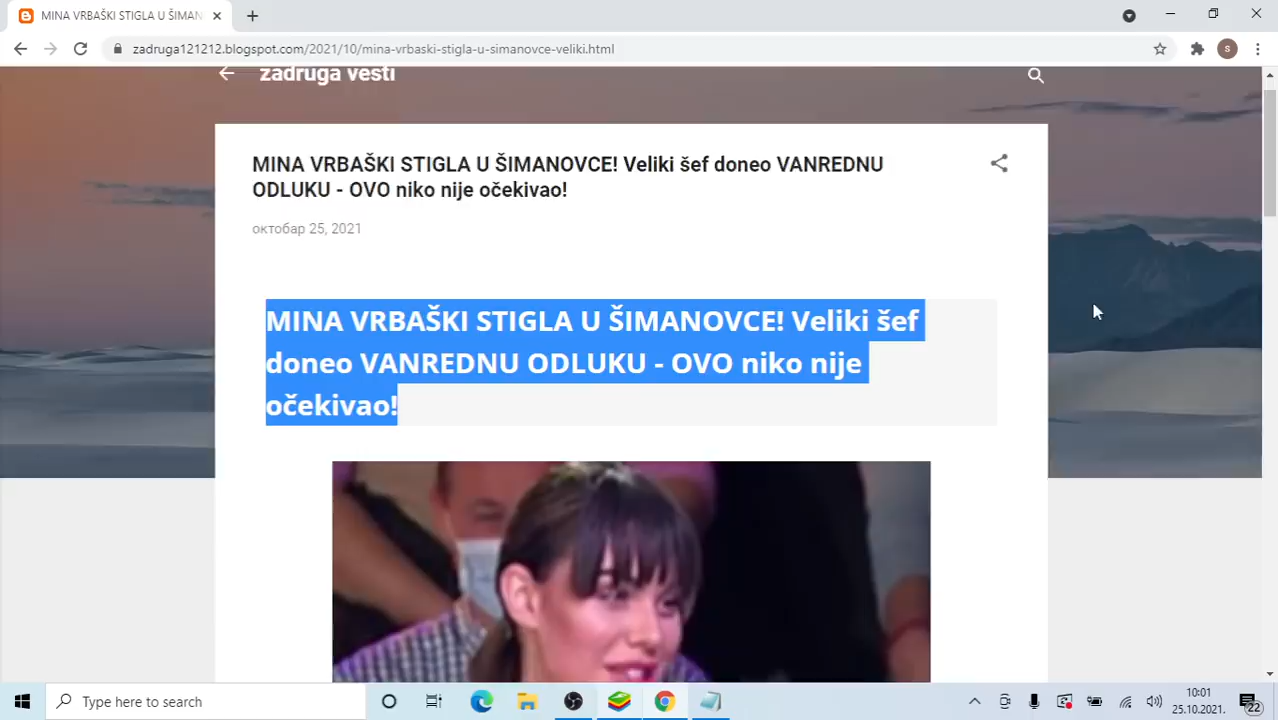 MINA VRBAŠKI STIGLA U ŠIMAN
zadruga121212.blogspot.com/2021/10/mina-vrbaski-stigla-u-simanovce-veliki.html
S
zadruga vesti
MINA VRBAŠKI STIGLA U ŠIMANOVCE! Veliki šef doneo VANREDNU
ODLUKU - OVO niko nije očekivao!
октобар 25, 2021
MINA VRBAŠKI STIGLA U ŠIMANOVCE! Veliki šef
doneo VANREDNU ODLUKU - OVO niko nije
očekivao!
Type here to search
10:01
25.10.2021.
22